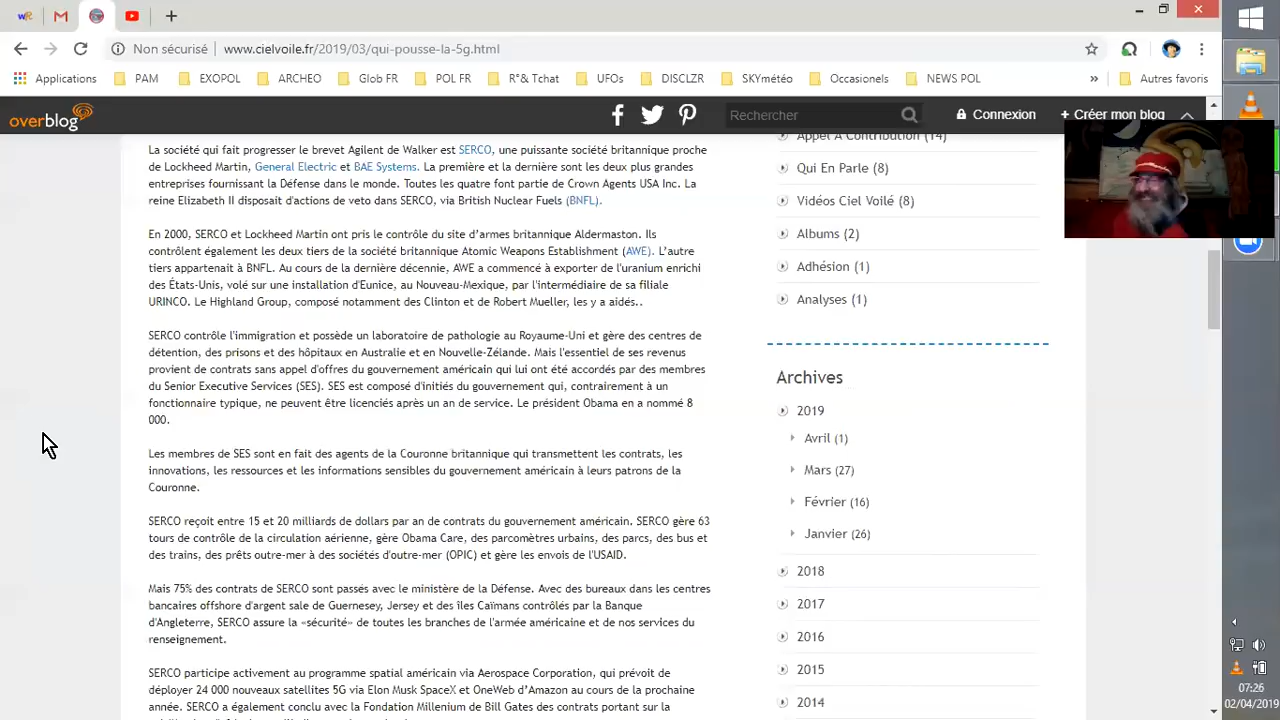 Non sécurisé
www.cielvoile.fr/2019/03/qui-pousse-la-5g.html
Applications
PAM
EXOPOL
ARCHEO
Glob FR
POL FR
R°& Tchat
UFOs
DISCLZR
SKYmétéo
Occasionels
NEWS POL
»
Autres favoris
overblog
Rechercher
Connexion
+ Créer mon blog
La société qui fait progresser le brevet Agilent de Walker est SERCO, une puissante société britannique proche
de Lockheed Martin, General Electric et BAE Systems. La première et la dernière sont les deux plus grandes
entreprises fournissant la Défense dans le monde. Toutes les quatre font partie de Crown Agents USA Inc. La
reine Elizabeth II disposait d'actions de veto dans SERCO, via British Nuclear Fuels (BNFL).
En 2000, SERCO et Lockheed Martin ont pris le contrôle du site d’armes britannique Aldermaston. Ils
contrôlent également les deux tiers de la société britannique Atomic Weapons Establishment (AWE). L’autre
tiers appartenait à BNFL. Au cours de la dernière décennie, AWE a commencé à exporter de l'uranium enrichi
des États-Unis, volé sur une installation d'Eunice, au Nouveau-Mexique, par l'intermédiaire de sa filiale
URINCO. Le Highland Group, composé notamment des Clinton et de Robert Mueller, les y a aidés..
SERCO contrôle l'immigration et possède un laboratoire de pathologie au Royaume-Uni et gère des centres de
détention, des prisons et des hôpitaux en Australie et en Nouvelle-Zélande. Mais l'essentiel de ses revenus
provient de contrats sans appel d'offres du gouvernement américain qui lui ont été accordés par des membres
du Senior Executive Services (SES). SES est composé d'initiés du gouvernement qui, contrairement à un
fonctionnaire typique, ne peuvent être licenciés après un an de service. Le président Obama en a nommé 8
000.
Les membres de SES sont en fait des agents de la Couronne britannique qui transmettent les contrats, les
innovations, les ressources et les informations sensibles du gouvernement américain à leurs patrons de la
Couronne.
SERCO reçoit entre 15 et 20 milliards de dollars par an de contrats du gouvernement américain. SERCO gère 63
tours de contrôle de la circulation aérienne, gère Obama Care, des parcomètres urbains, des parcs, des bus et
des trains, des prêts outre-mer à des sociétés d'outre-mer (OPIC) et gère les envois de l'USAID.
Mais 75% des contrats de SERCO sont passés avec le ministère de la Défense. Avec des bureaux dans les centres
bancaires offshore d'argent sale de Guernesey, Jersey et des îles Caïmans contrôlés par la Banque
d'Angleterre, SERCO assure la «sécurité» de toutes les branches de l'armée américaine et de nos services du
renseignement.
SERCO participe activement au programme spatial américain via Aerospace Corporation, qui prévoit de
déployer 24 000 nouveaux satellites 5G via Elon Musk SpaceX et OneWeb d’Amazon au cours de la prochaine
année. SERCO a également conclu avec la Fondation Millenium de Bill Gates des contrats portant sur la
Appel À Contribution (14)
Qui En Parle (8)
Vidéos Ciel Voilé (8)
Albums (2)
Adhésion (1)
Analyses (1)
Archives
2019
Avril (1)
Mars (27)
Février (16)
Janvier (26)
2018
2017
2016
2015
2014
07:26
02/04/2019